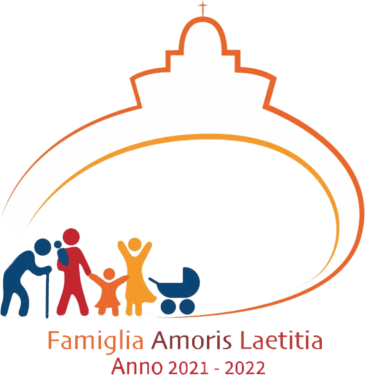 Famiglia Amoris Laetitia
Anno 2021 - 2022